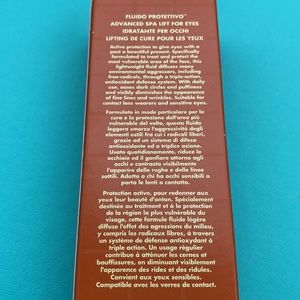 FLUIDO PROTETTIVO™
ADVANCED SPA LIFT FOR EYES
IDRATANTE PER OCCHI
LIFTING DE CURE POUR LES YEUX
Active protection to give eyes with a
past a beautiful present. Specifically
formulated to treat and protect the
most vulnerable area of the face, this
lightweight fluid diffuses many
environmental aggressors, including
free-radicals, through a triple-action,
antioxidant defense system. With daily
use, eases dark circles and puffiness
and visibly diminishes the appearance
of fine lines and wrinkles. Suitable for
contact lens wearers and sensitive eyes.
Formulato in modo particolare per la
cura e la protezione dell'area più
vulnerabile del volto, questo fluido
leggero smorza l'aggressività degli
elementi ostili fra cui i radicali liberi,
grazie ad un sistema di difesa
antiossidante ed a triplice azione.
Usato quotidianamente, riduce le
occhiaie ed il gonfiore attorno agli
occhi e contrasta visibilmente
l'apparire delle rughe e delle linee
sottili. Adatto a chi ha occhi sensibili o
porta le lenti a contatto.
Protection active, pour redonner aux
yeux leur beauté d'antan. Spécialement
destinée au traitement et à la protection
de la région la plus vulnérable du
visage, cette formule fluide légère
diffuse l'effet des agressions du milieu,
y compris les radicaux libres, à travers
un système de défense antioxydant à
triple action. Un usage régulier
contribue à atténuer les cernes et
bouffissures, en diminuant visiblement
l'apparence des rides et des ridules.
Convient aux yeux sensibles.
Compatible avec les verres de contact.